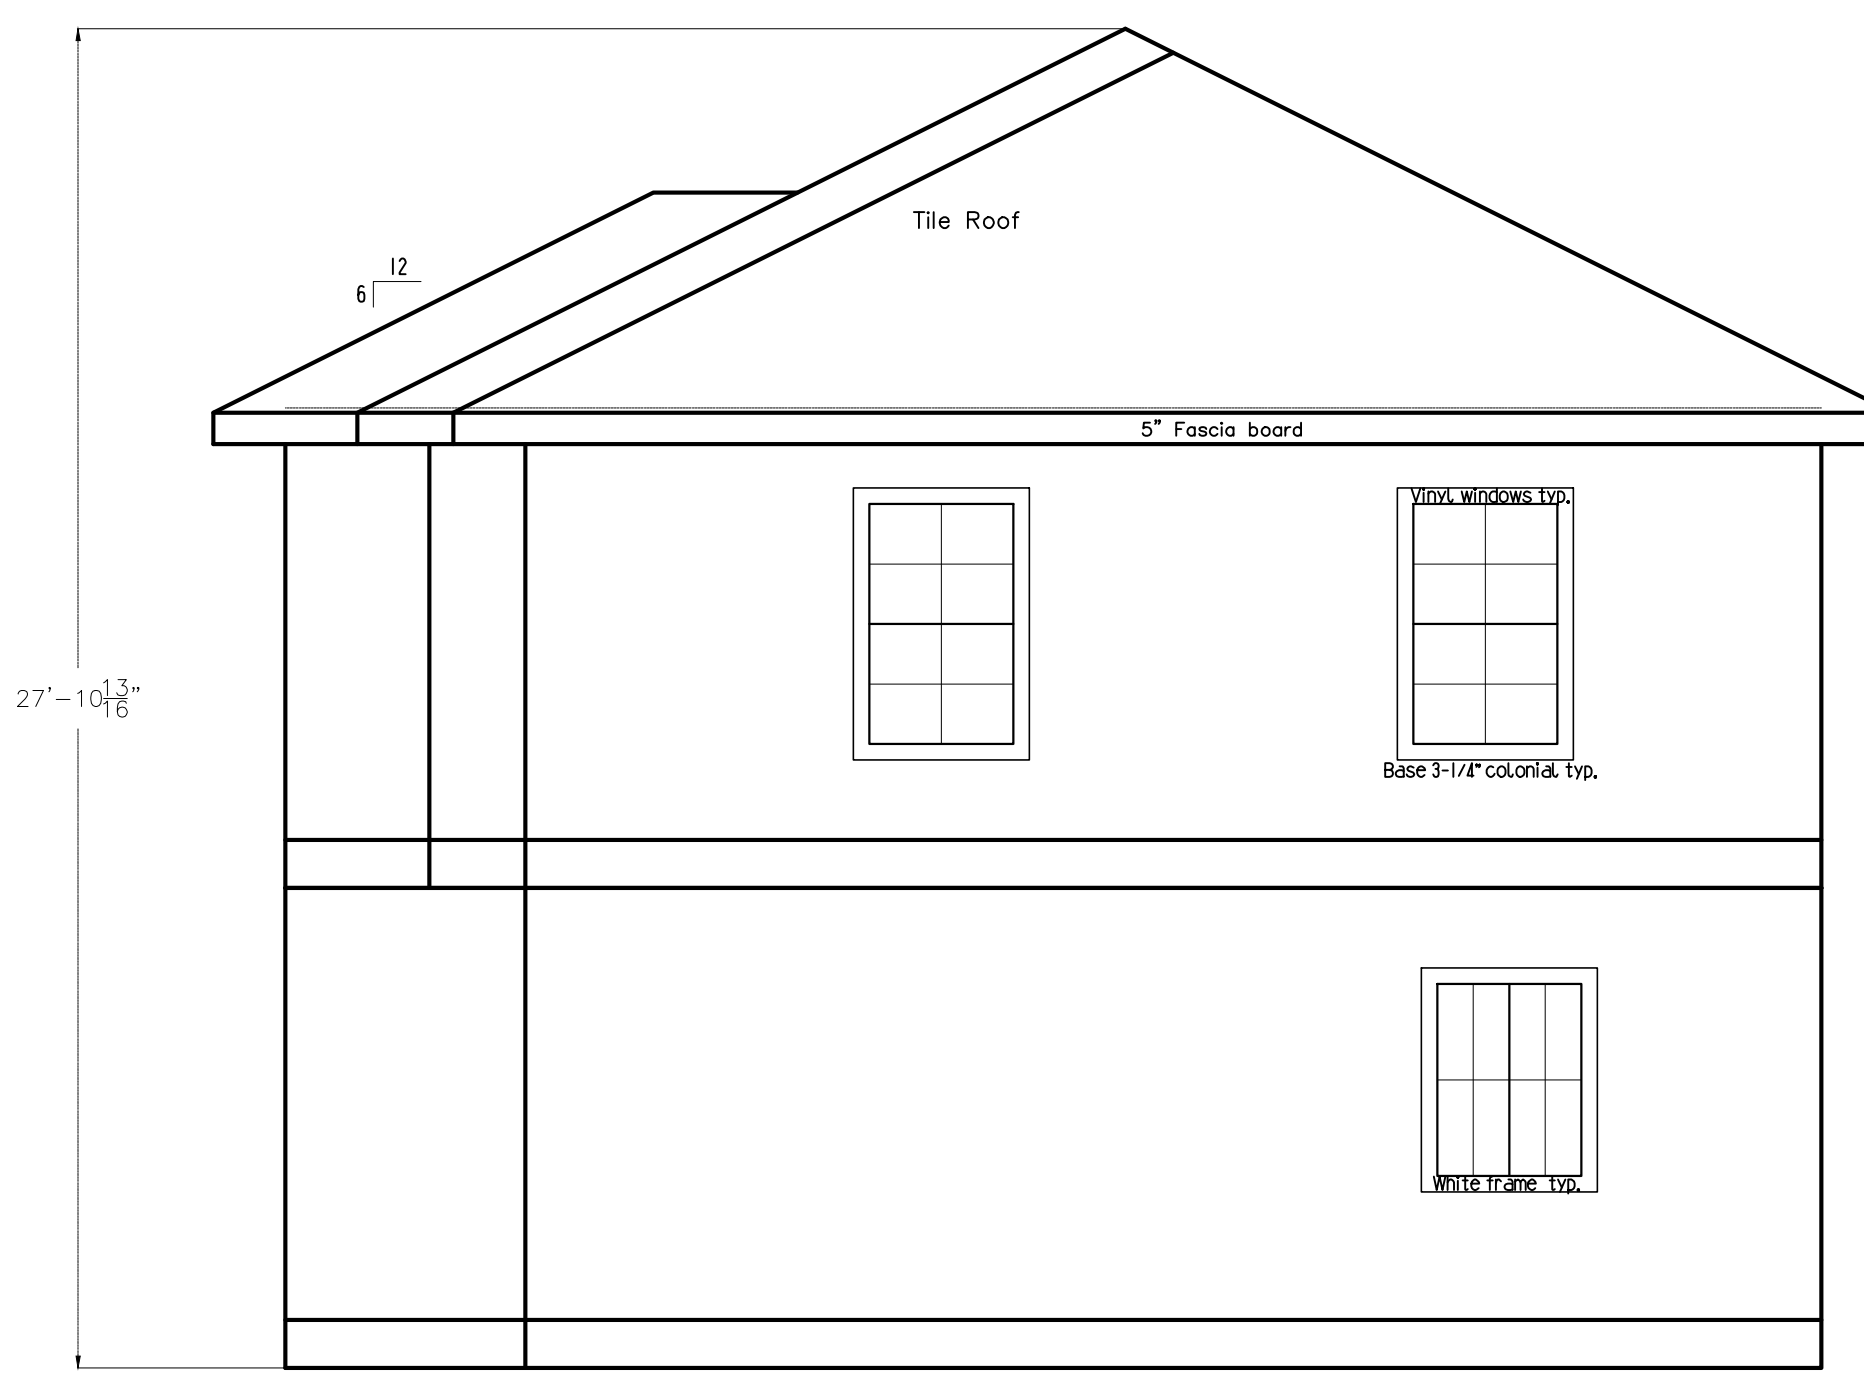 Tile Roof
12
6
5" Fascia board
Vinyl windows typ.
27'-10 13/16"
Base 3-1/4" colonial typ.
White frame typ.